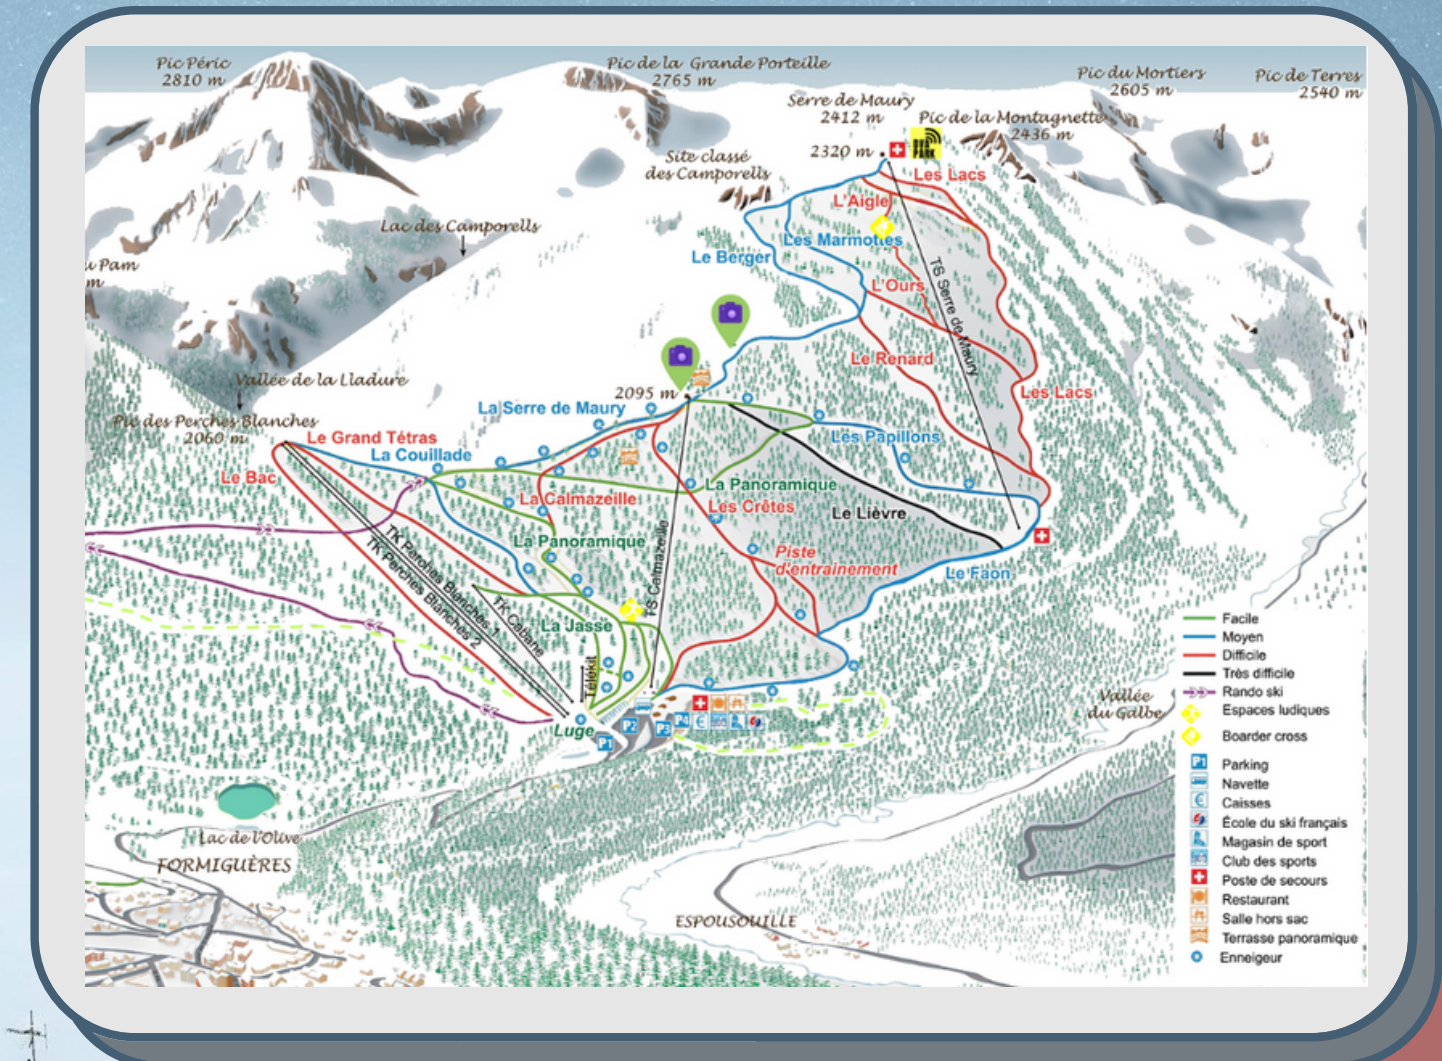 Pic Péric
2810 m
Pic de la Grande Porteille
2765 m
Pic du Mortiers
2605 m
Pic de Terres
2540 m
Serre de Maury
2412 m
Pic de la Montagnette
2436 m
2320 m
Site classé
des Camporells
Les Lacs
L'Aigle
Lac des Camporells
Les Marmottes
Le Berger
u Pam
m
L'Ours
TS Serre de Maury
Le Renard
Vallée de la Lladure
2095 m
Les Lacs
La Serre de Maury
Pic des Perches Blanches
2060 m
Le Grand Tétras
La Couillade
Les Papillons
Le Bac
La Panoramique
La Calmazeille
Les Crêtes
Le Lièvre
La Panoramique
TS Calmazeille
Piste
d'entrainement
Le Faon
TK Perches Blanches 1
TK Perches Blanches 2
TK Cabane
La Jasse
Télékit
Luge
P1
P2
P3
P4
Facile
Moyen
Difficile
Très difficile
Rando ski
Espaces ludiques
Boarder cross
P1 Parking
Navette
€ Caisses
École du ski français
Magasin de sport
Club des sports
Poste de secours
Restaurant
Salle hors sac
Terrasse panoramique
Enneigeur
Vallée
du Galbe
Lac de l'Olive
FORMIGUÈRES
ESPOUSOUILLE